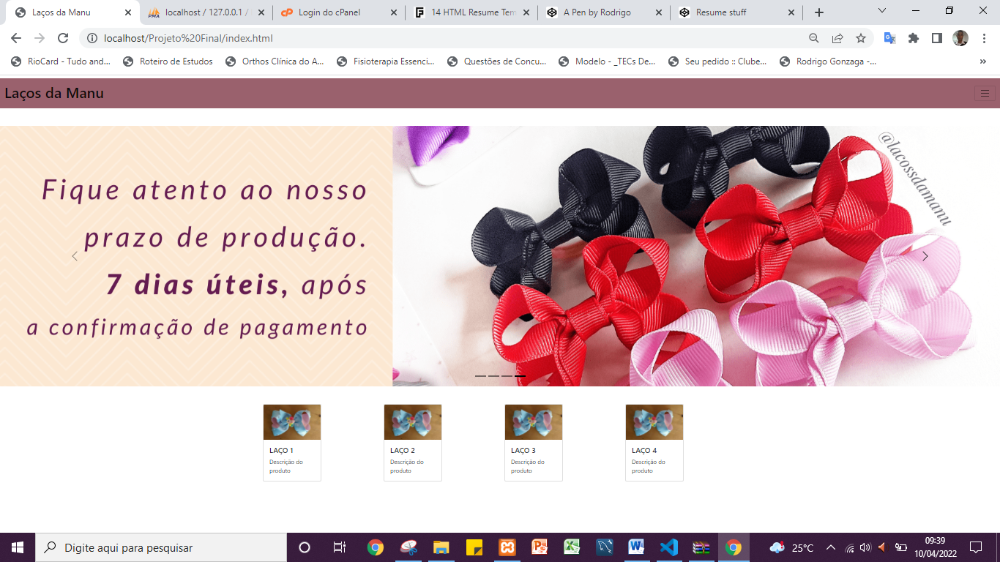 Laços da Manu
localhost / 127.0.0.1 /
Login do cPanel
14 HTML Resume Tem
A Pen by Rodrigo
Resume stuff
localhost/Projeto%20Final/index.html
RioCard - Tudo and...
Roteiro de Estudos
Orthos Clínica do A...
Fisioterapia Essenci...
Questões de Concu...
Modelo - _TECs De...
Seu pedido :: Clube...
Rodrigo Gonzaga -...
»
Laços da Manu
Fique atento ao nosso
prazo de produção.
7 dias úteis, após
a confirmação de pagamento
@lacossdamanu
LAÇO 1
Descrição do
produto
LAÇO 2
Descrição do
produto
LAÇO 3
Descrição do
produto
LAÇO 4
Descrição do
produto
Digite aqui para pesquisar
25°C
09:39
10/04/2022